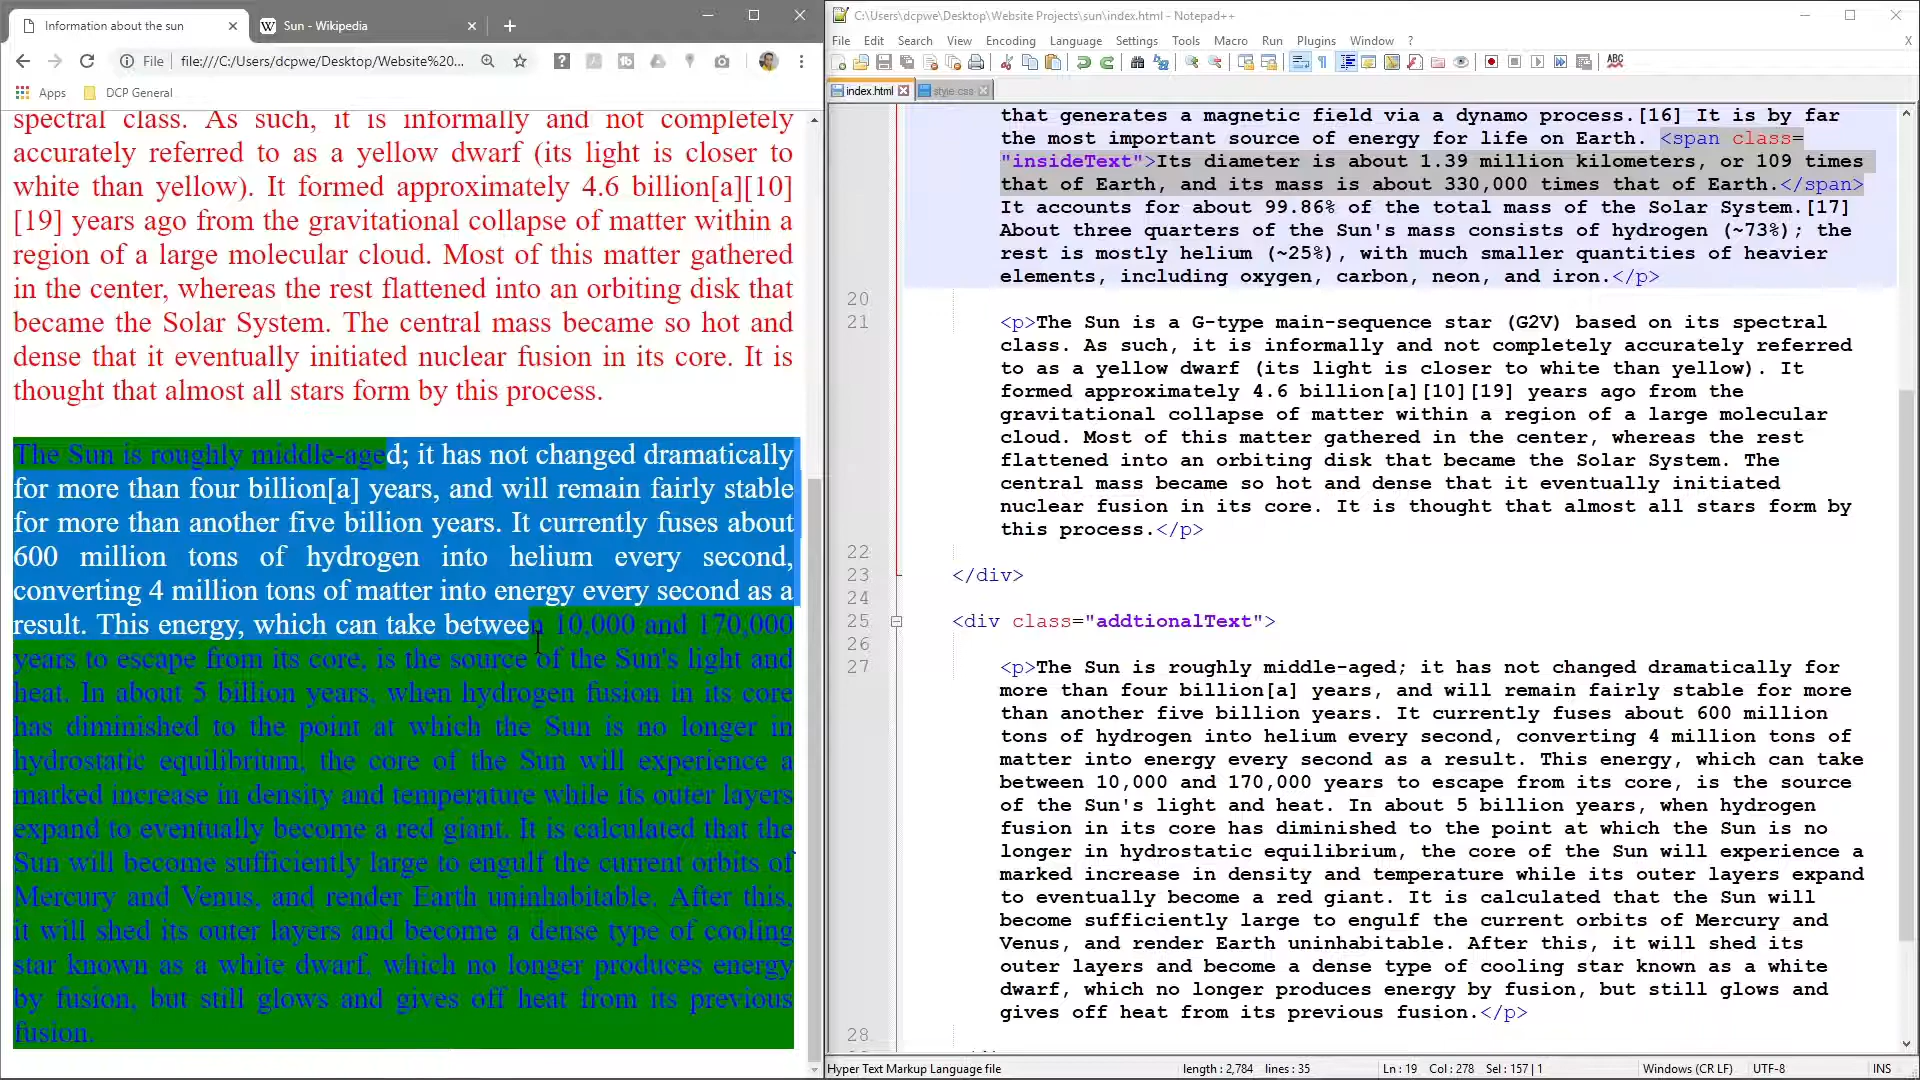 Information about the sun
Sun - Wikipedia
File
file:///C:/Users/dcpwe/Desktop/Website%20...
Apps
DCP General
spectral class. As such, it is informally and not completely
accurately referred to as a yellow dwarf (its light is closer to
white than yellow). It formed approximately 4.6 billion[a][10]
[19] years ago from the gravitational collapse of matter within a
region of a large molecular cloud. Most of this matter gathered
in the center, whereas the rest flattened into an orbiting disk that
became the Solar System. The central mass became so hot and
dense that it eventually initiated nuclear fusion in its core. It is
thought that almost all stars form by this process.
The Sun is roughly middle-aged; it has not changed dramatically
for more than four billion[a] years, and will remain fairly stable
for more than another five billion years. It currently fuses about
600 million tons of hydrogen into helium every second,
converting 4 million tons of matter into energy every second as a
result. This energy, which can take between 10,000 and 170,000
years to escape from its core, is the source of the Sun's light and
heat. In about 5 billion years, when hydrogen fusion in its core
has diminished to the point at which the Sun is no longer in
hydrostatic equilibrium, the core of the Sun will experience a
marked increase in density and temperature while its outer layers
expand to eventually become a red giant. It is calculated that the
Sun will become sufficiently large to engulf the current orbits of
Mercury and Venus, and render Earth uninhabitable. After this,
it will shed its outer layers and become a dense type of cooling
star known as a white dwarf, which no longer produces energy
by fusion, but still glows and gives off heat from its previous
fusion.
C:\Users\dcpwe\Desktop\Website Projects\sun\index.html - Notepad++
File Edit Search View Encoding Language Settings Tools Macro Run Plugins Window ?
X
ABC
index.html
style.css
that generates a magnetic field via a dynamo process.[16] It is by far
the most important source of energy for life on Earth. <span class=
"insideText">Its diameter is about 1.39 million kilometers, or 109 times
that of Earth, and its mass is about 330,000 times that of Earth.</span>
It accounts for about 99.86% of the total mass of the Solar System.[17]
About three quarters of the Sun's mass consists of hydrogen (~73%); the
rest is mostly helium (~25%), with much smaller quantities of heavier
elements, including oxygen, carbon, neon, and iron.</p>
20
21 <p>The Sun is a G-type main-sequence star (G2V) based on its spectral
class. As such, it is informally and not completely accurately referred
to as a yellow dwarf (its light is closer to white than yellow). It
formed approximately 4.6 billion[a][10][19] years ago from the
gravitational collapse of matter within a region of a large molecular
cloud. Most of this matter gathered in the center, whereas the rest
flattened into an orbiting disk that became the Solar System. The
central mass became so hot and dense that it eventually initiated
nuclear fusion in its core. It is thought that almost all stars form by
this process.</p>
22
23 </div>
24
25 <div class="addtionalText">
26
27 <p>The Sun is roughly middle-aged; it has not changed dramatically for
more than four billion[a] years, and will remain fairly stable for more
than another five billion years. It currently fuses about 600 million
tons of hydrogen into helium every second, converting 4 million tons of
matter into energy every second as a result. This energy, which can take
between 10,000 and 170,000 years to escape from its core, is the source
of the Sun's light and heat. In about 5 billion years, when hydrogen
fusion in its core has diminished to the point at which the Sun is no
longer in hydrostatic equilibrium, the core of the Sun will experience a
marked increase in density and temperature while its outer layers expand
to eventually become a red giant. It is calculated that the Sun will
become sufficiently large to engulf the current orbits of Mercury and
Venus, and render Earth uninhabitable. After this, it will shed its
outer layers and become a dense type of cooling star known as a white
dwarf, which no longer produces energy by fusion, but still glows and
gives off heat from its previous fusion.</p>
28
Hyper Text Markup Language file
length : 2,784 lines : 35
Ln : 19 Col : 278 Sel : 157 | 1
Windows (CR LF)
UTF-8
INS